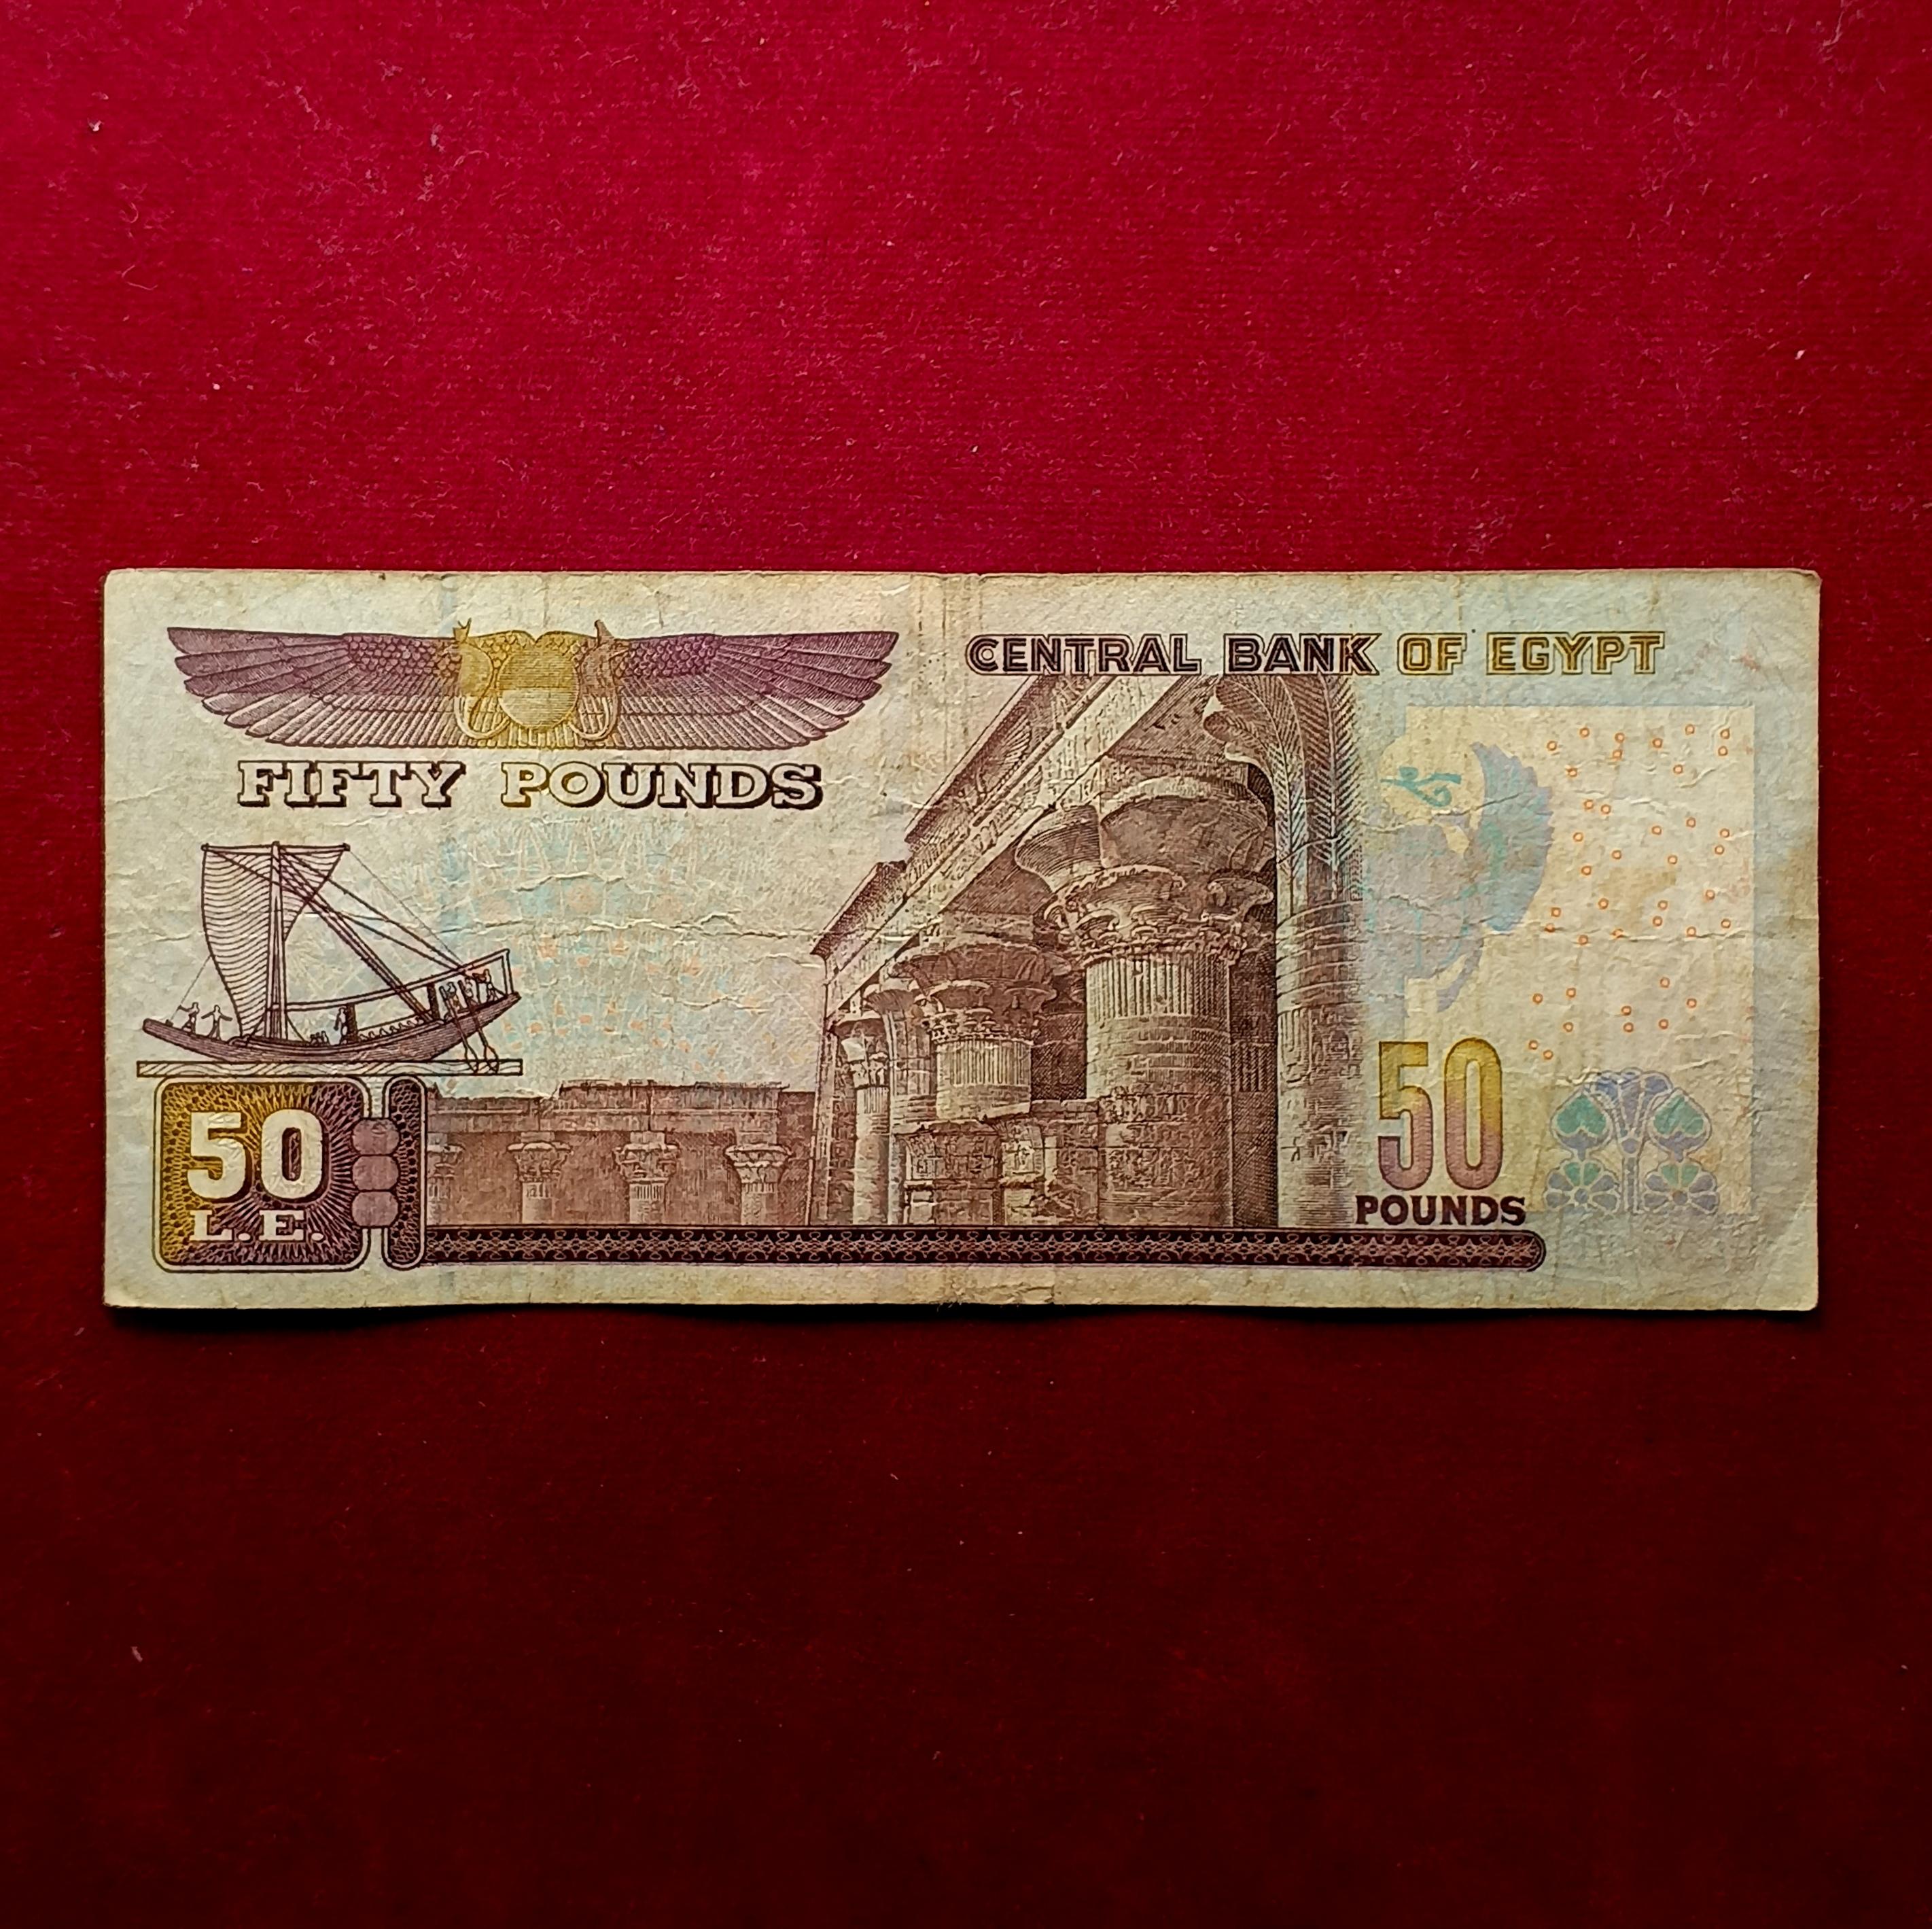 CENTRAL BANK OF EGYPT
FIFTY POUNDS
50
L.E.
50
POUNDS